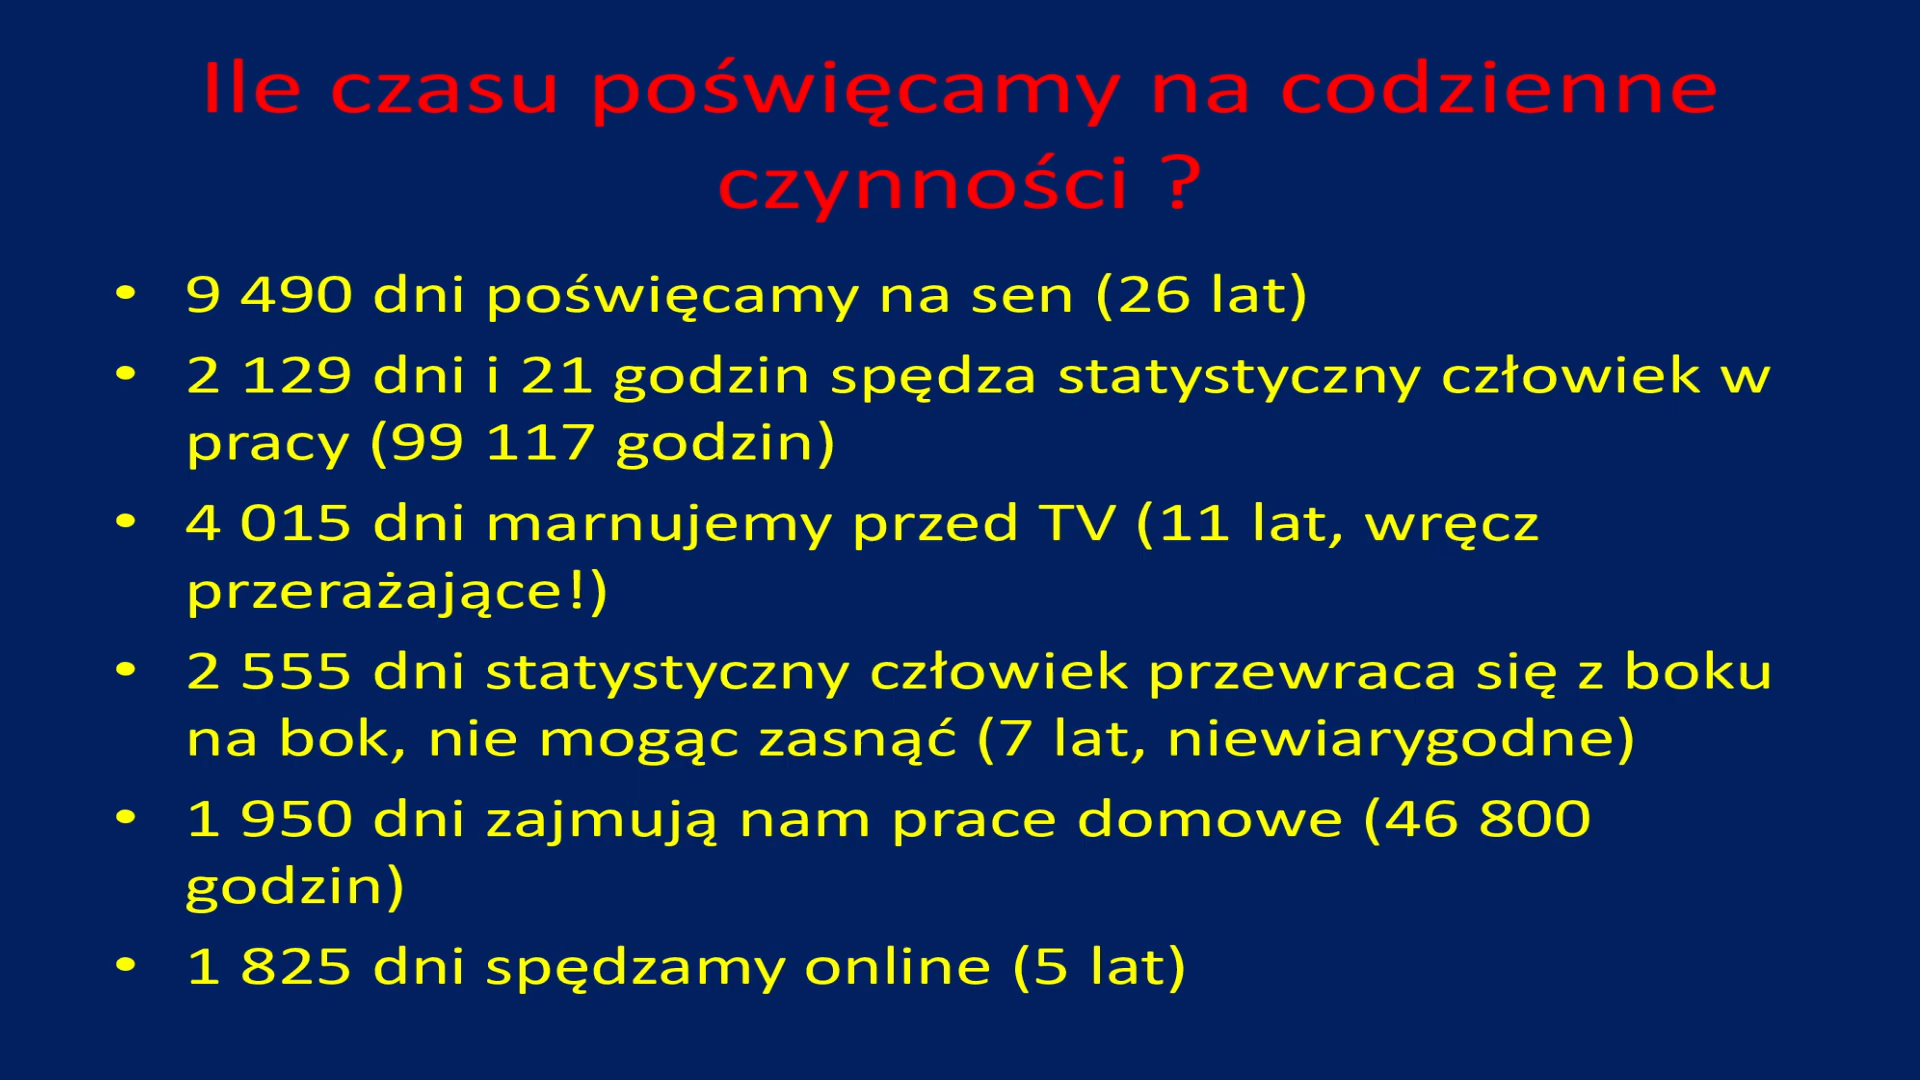 Ile czasu poświęcamy na codzienne
czynności ?
• 9 490 dni poświęcamy na sen (26 lat)
• 2 129 dni i 21 godzin spędza statystyczny człowiek w
pracy (99 117 godzin)
• 4 015 dni marnujemy przed TV (11 lat, wręcz
przerażające!)
• 2 555 dni statystyczny człowiek przewraca się z boku
na bok, nie mogąc zasnąć (7 lat, niewiarygodne)
• 1 950 dni zajmują nam prace domowe (46 800
godzin)
• 1 825 dni spędzamy online (5 lat)